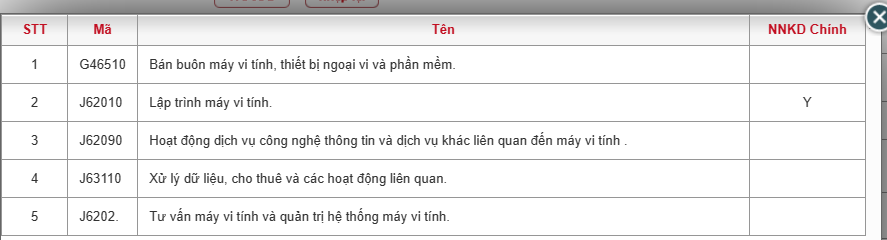 STT Mã Tên NNKD Chính
1 G46510 Bán buôn máy vi tính, thiết bị ngoại vi và phần mềm.
2 J62010 Lập trình máy vi tính. Y
3 J62090 Hoạt động dịch vụ công nghệ thông tin và dịch vụ khác liên quan đến máy vi tính .
4 J63110 Xử lý dữ liệu, cho thuê và các hoạt động liên quan.
5 J6202. Tư vấn máy vi tính và quản trị hệ thống máy vi tính.